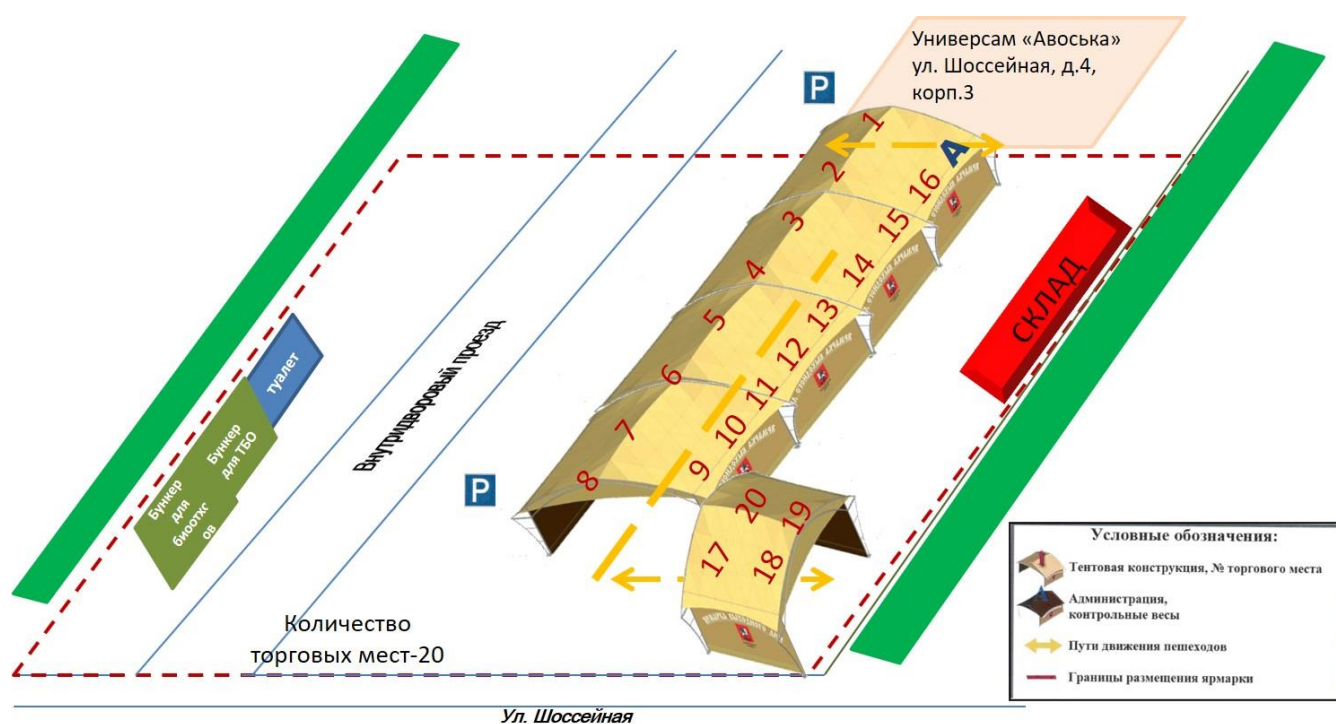 Универсам «Авоська»
ул. Шоссейная, д.4,
корп.3
P
1
А
2
16
3
15
4
14
5
13
СКЛАД
6
12
туалет
Внутридворовый проезд
7
11
10
Бункер
для ТБО
8
9
P
20
19
Бункер
для
биоотхс
ов
17
18
Условные обозначения:
Тентовая конструкция, № торгового места
Администрация,
контрольные весы
Пути движения пешеходов
Границы размещения ярмарки
Количество
торговых мест-20
Ул. Шоссейная